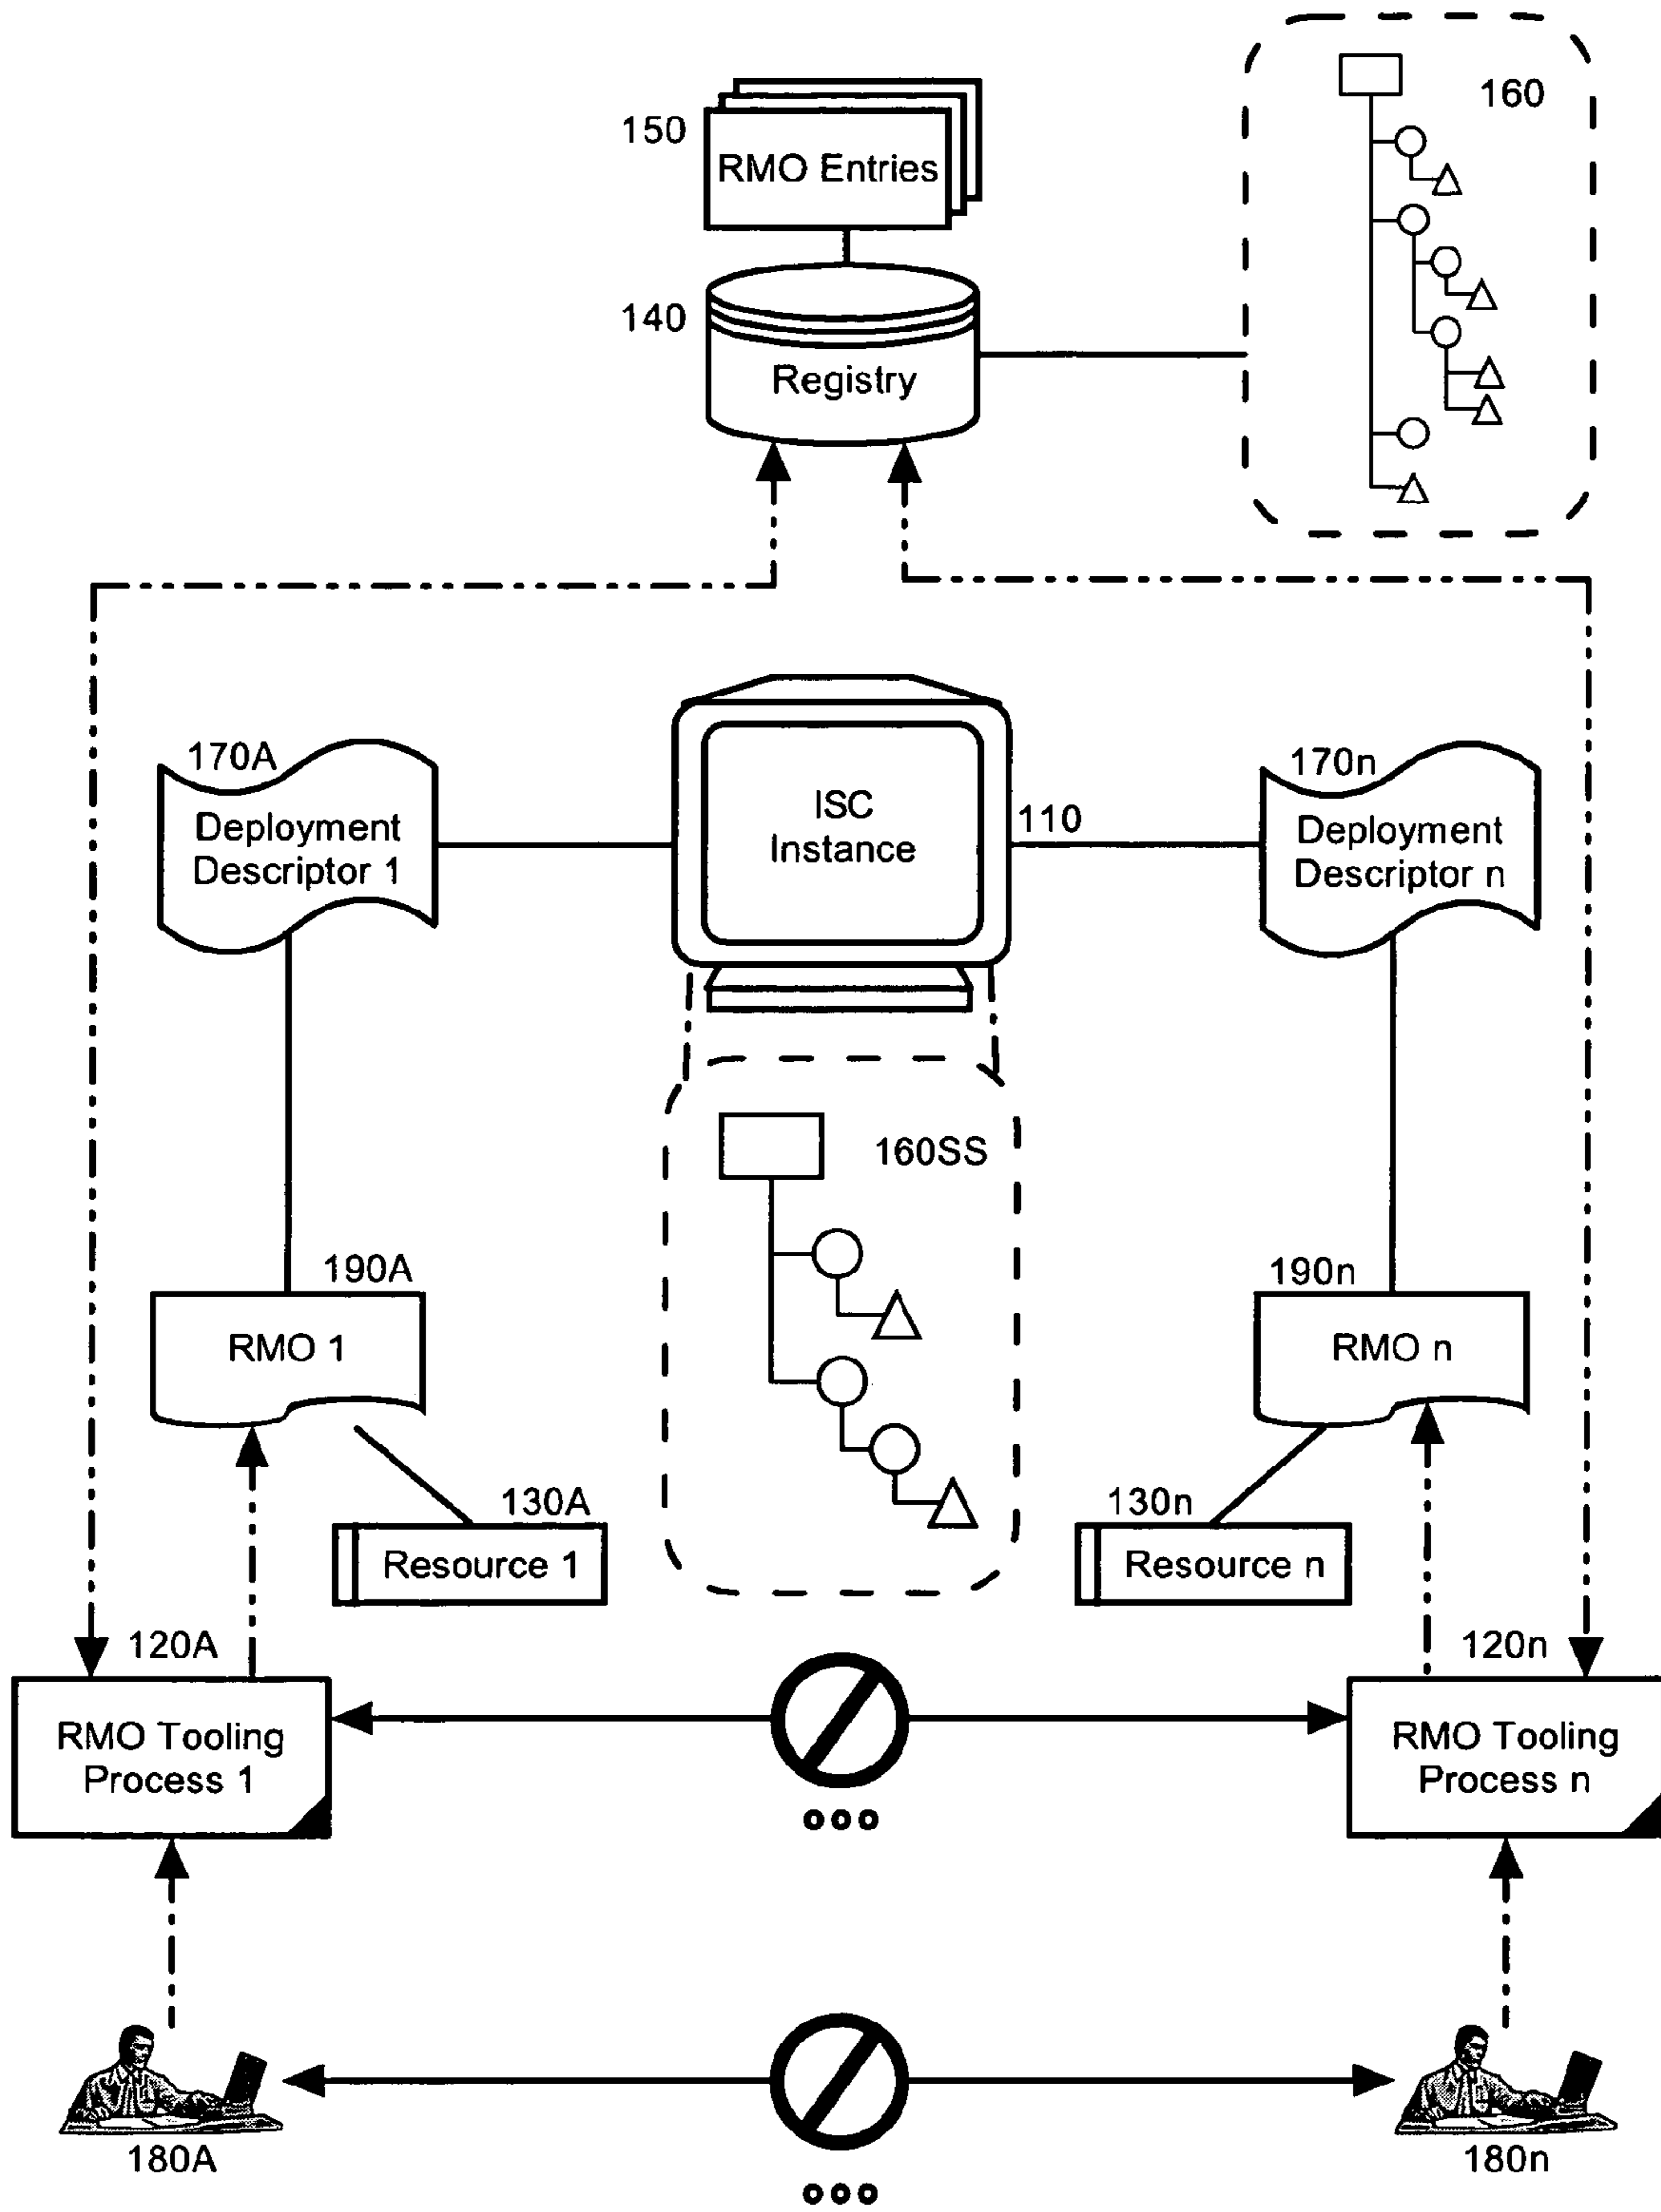 160
150
RMO Entries
140
Registry
170A
Deployment
Descriptor 1
ISC
Instance
110
170n
Deployment
Descriptor n
160SS
190A
RMO 1
190n
RMO n
130A
Resource 1
130n
Resource n
120A
RMO Tooling
Process 1
120n
RMO Tooling
Process n
180A
180n